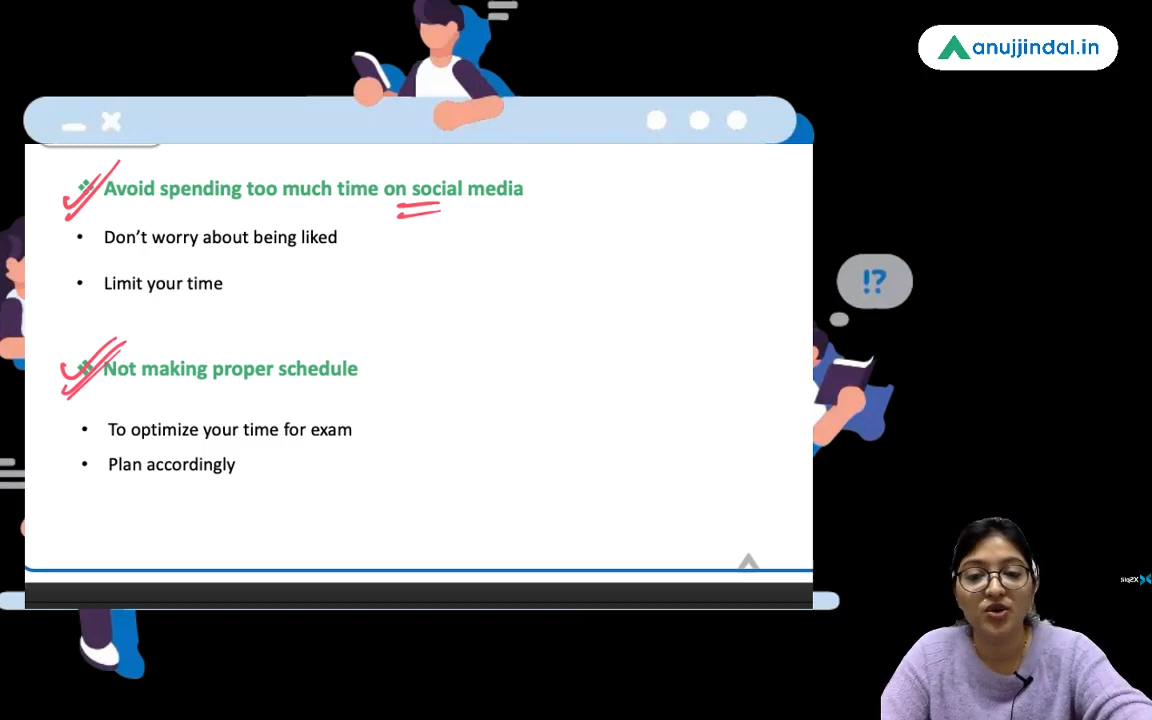 anujjindal.in
Avoid spending too much time on social media
• Don’t worry about being liked
• Limit your time
Not making proper schedule
• To optimize your time for exam
• Plan accordingly
!?